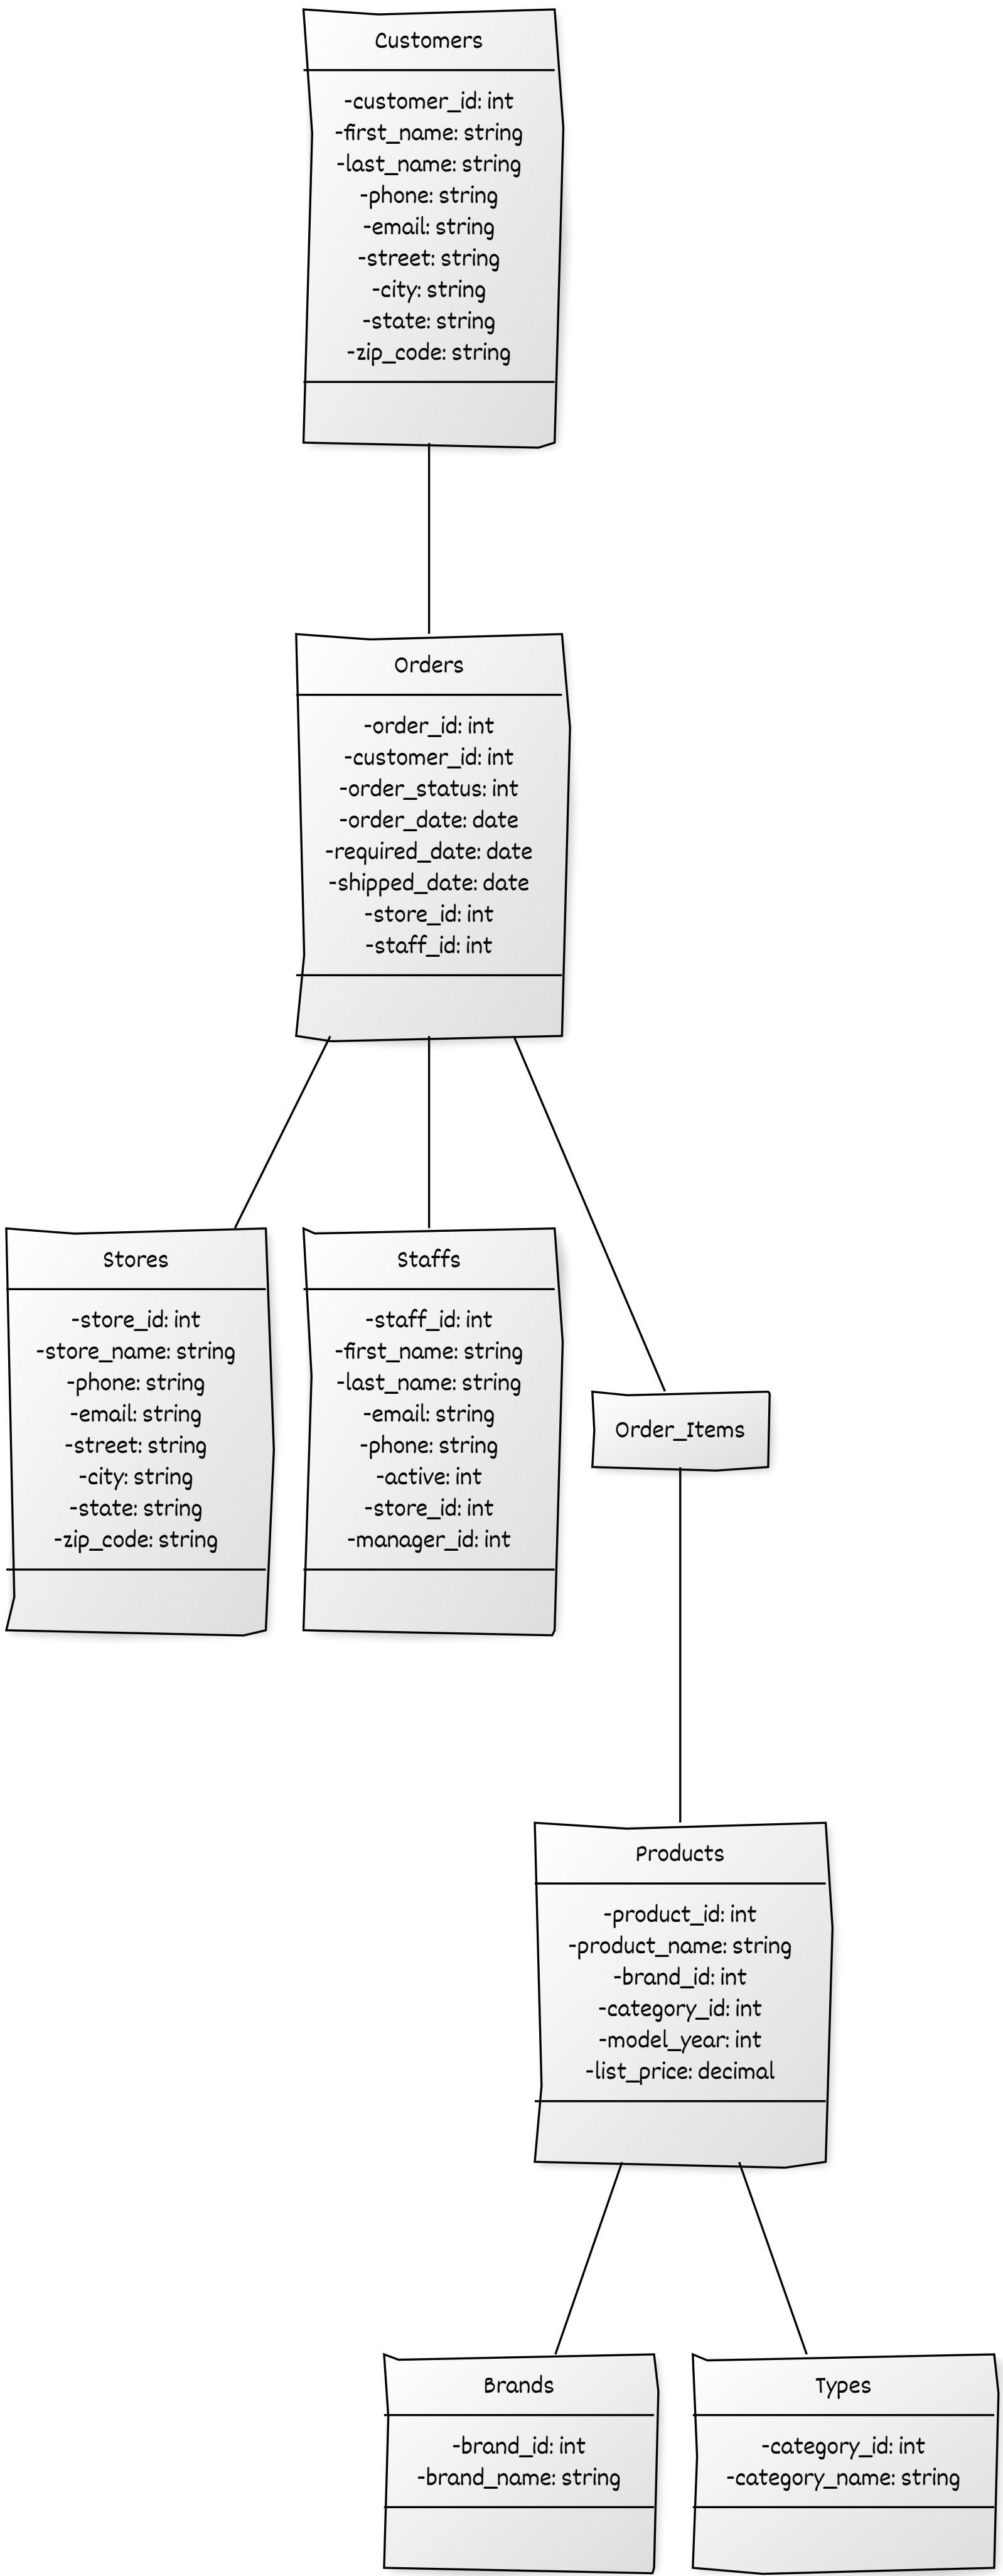 Customers
-customer_id: int
-first_name: string
-last_name: string
-phone: string
-email: string
-street: string
-city: string
-state: string
-zip_code: string
Orders
-order_id: int
-customer_id: int
-order_status: int
-order_date: date
-required_date: date
-shipped_date: date
-store_id: int
-staff_id: int
Stores
-store_id: int
-store_name: string
-phone: string
-email: string
-street: string
-city: string
-state: string
-zip_code: string
Staffs
-staff_id: int
-first_name: string
-last_name: string
-email: string
-phone: string
-active: int
-store_id: int
-manager_id: int
Order_Items
Products
-product_id: int
-product_name: string
-brand_id: int
-category_id: int
-model_year: int
-list_price: decimal
Brands
-brand_id: int
-brand_name: string
Types
-category_id: int
-category_name: string